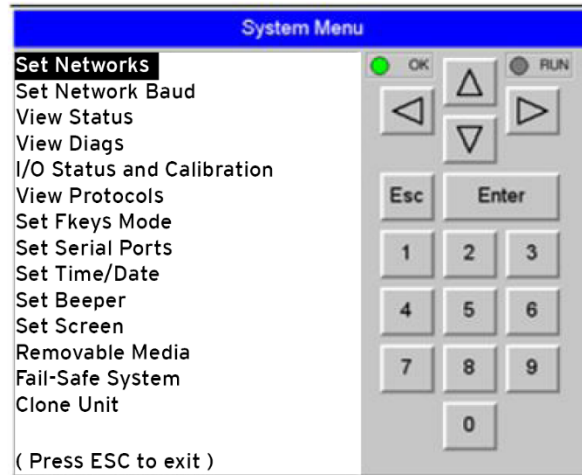 System Menu
Set Networks
Set Network Baud
View Status
View Diags
I/O Status and Calibration
View Protocols
Set Fkeys Mode
Set Serial Ports
Set Time/Date
Set Beeper
Set Screen
Removable Media
Fail-Safe System
Clone Unit
( Press ESC to exit )
OK RUN
Esc Enter
1 2 3
4 5 6
7 8 9
0